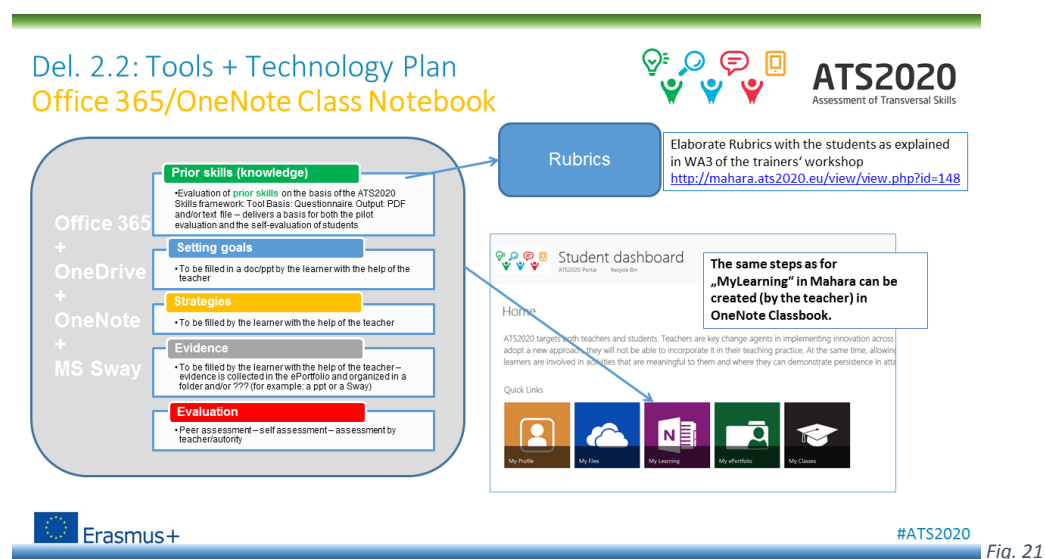 Del. 2.2: Tools + Technology Plan
Office 365/OneNote Class Notebook
ATS2020
Assessment of Transversal Skills
Office 365
+
OneDrive
+
OneNote
+
MS Sway
Prior skills (knowledge)
•Evaluation of prior skills on the basis of the ATS2020
Skills framework: Tool Basis: Questionnaire. Output: PDF
and/or text file – delivers a basis for both the pilot
evaluation and the self-evaluation of students
Setting goals
•To be filled in a doc/ppt by the learner with the help of the
teacher
Strategies
•To be filled by the learner with the help of the teacher
Evidence
•To be filled by the learner with the help of the teacher –
evidence is collected in the ePortfolio and organized in a
folder and/or ??? (for example: a ppt or a Sway)
Evaluation
•Peer assessment – self assessment – assessment by
teacher/autority
Rubrics
Elaborate Rubrics with the students as explained
in WA3 of the trainers‘ workshop
http://mahara.ats2020.eu/view/view.php?id=148
Student dashboard
ATS2020 Portal Recycle Bin
The same steps as for
„MyLearning“ in Mahara can be
created (by the teacher) in
OneNote Classbook.
Home
ATS2020 targets both teachers and students. Teachers are key change agents in implementing innovation across
adopt a new approach, they will not be able to incorporate it in their teaching practice. At the same time, allowing
learners are involved in activities that are meaningful to them and where they can demonstrate persistence in atta
Quick Links
N
My Profile
My Files
My Learning
My ePortfolio
My Classes
Erasmus+
#ATS2020
Fig. 21